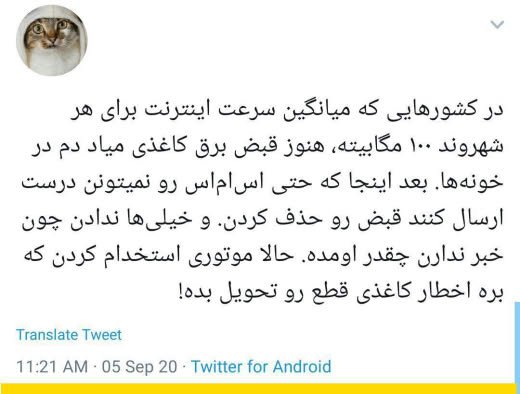 در کشورهایی که میانگین سرعت اینترنت برای هر
شهروند ۱۰۰ مگابیته، هنوز قبض برق کاغذی میاد دم در
خونه‌ها. بعد اینجا که حتی اس‌ام‌اس رو نمیتونن درست
ارسال کنند قبض رو حذف کردن. و خیلی‌ها ندادن چون
خبر ندارن چقدر اومده. حالا موتوری استخدام کردن که
بره اخطار کاغذی قطع رو تحویل بده!
Translate Tweet
11:21 AM · 05 Sep 20 · Twitter for Android